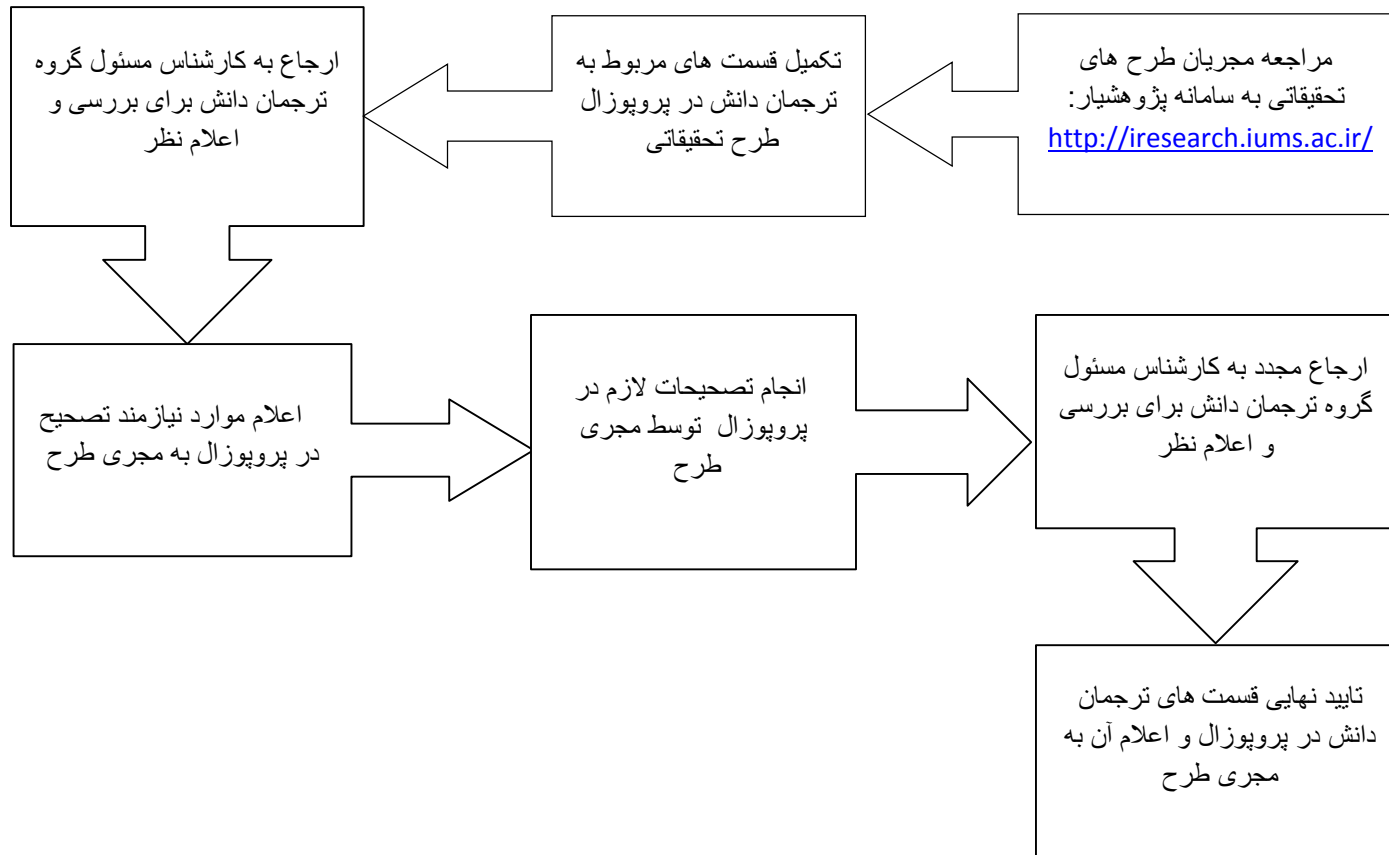 مراجعه مجریان طرح های
تحقیقاتی به سامانه پژوهشیار:
http://iresearch.iums.ac.ir/
تکمیل قسمت های مربوط به
ترجمان دانش در پروپوزال
طرح تحقیقاتی
ارجاع به کارشناس مسئول گروه
ترجمان دانش برای بررسی و
اعلام نظر
اعلام موارد نیازمند تصحیح
در پروپوزال به مجری طرح
انجام تصحیحات لازم در
پروپوزال توسط مجری
طرح
ارجاع مجدد به کارشناس مسئول
گروه ترجمان دانش برای بررسی
و اعلام نظر
تایید نهایی قسمت های ترجمان
دانش در پروپوزال و اعلام آن به
مجری طرح